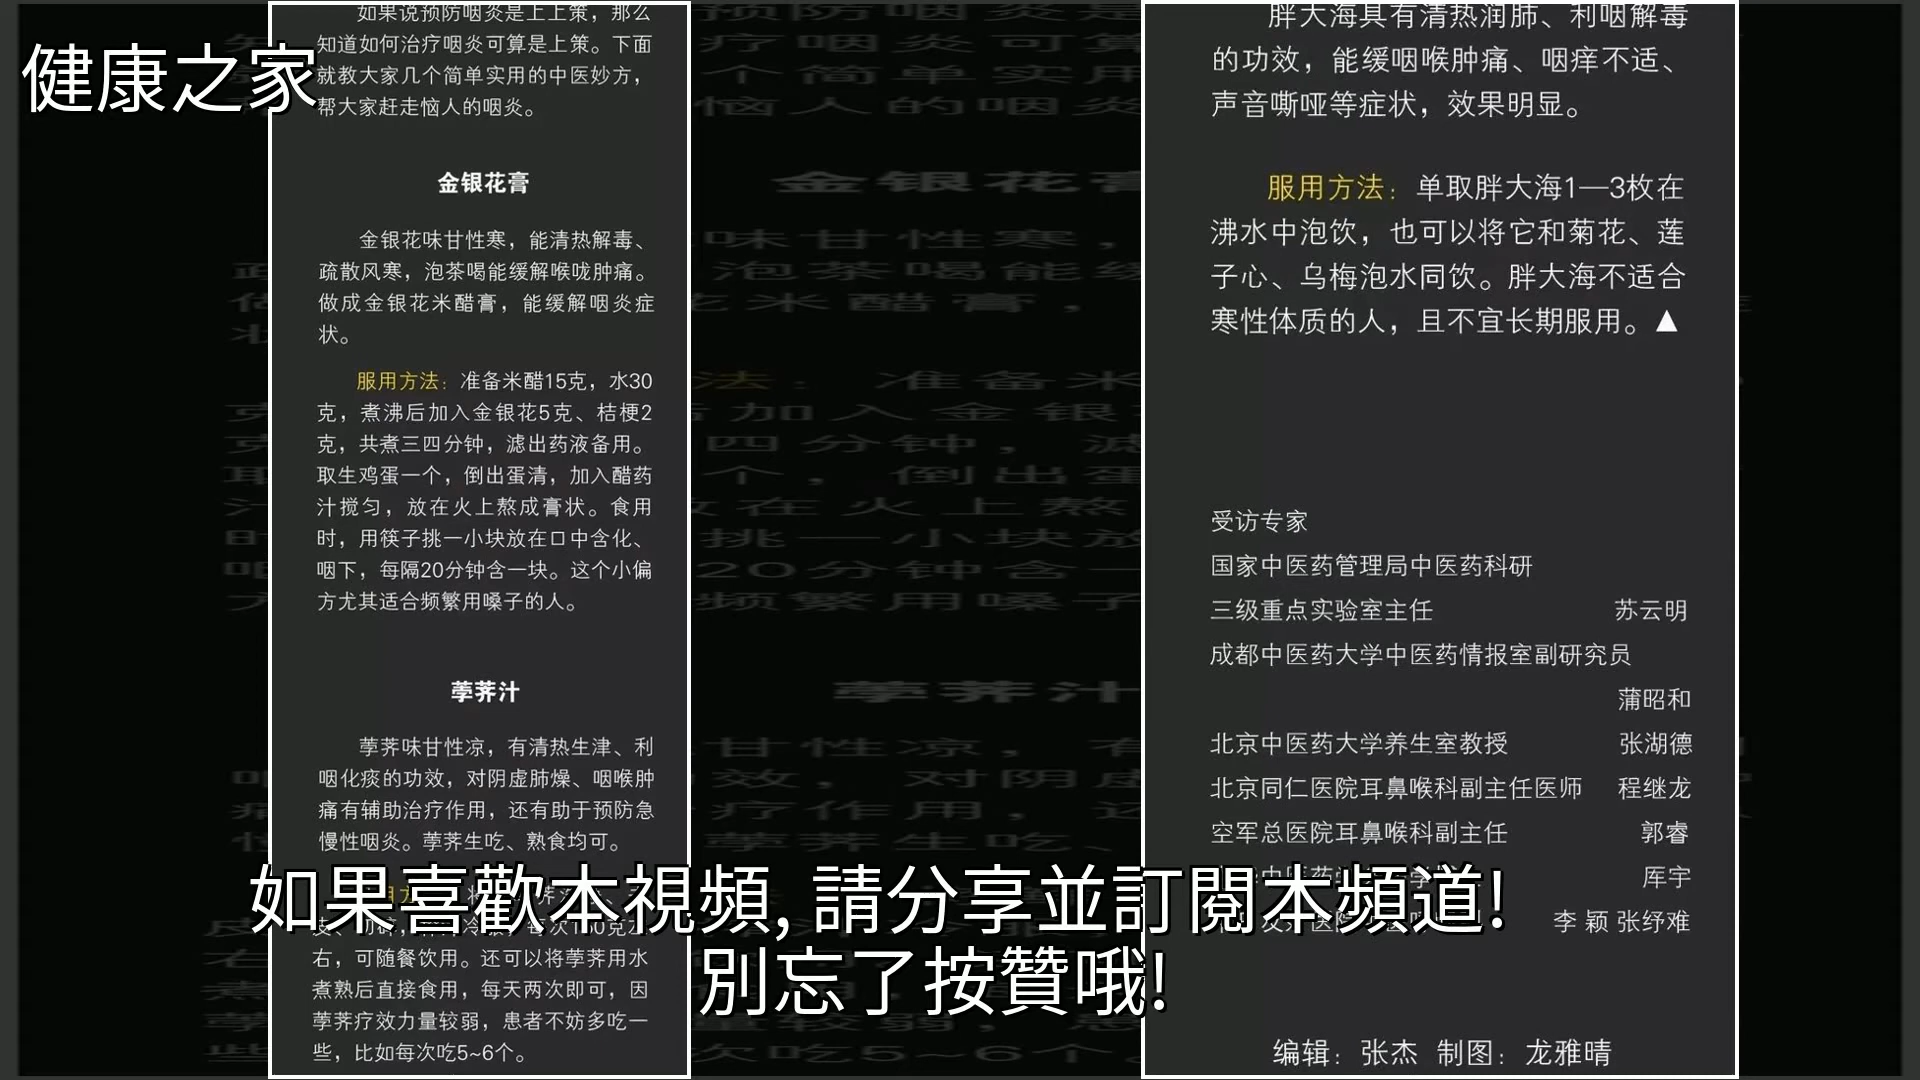 健康之家
如果说预防咽炎是上上策，那么
知道如何治疗咽炎可算是上策。下面
就教大家几个简单实用的中医妙方，
帮大家赶走恼人的咽炎。
金银花膏
金银花味甘性寒，能清热解毒、
疏散风寒，泡茶喝能缓解喉咙肿痛。
做成金银花米醋膏，能缓解咽炎症
状。
服用方法：准备米醋15克，水30
克，煮沸后加入金银花5克、桔梗2
克，共煮三四分钟，滤出药液备用。
取生鸡蛋一个，倒出蛋清，加入醋药
汁搅匀，放在火上熬成膏状。食用
时，用筷子挑一小块放在口中含化、
咽下，每隔20分钟含一块。这个小偏
方尤其适合频繁用嗓子的人。
荸荠汁
荸荠味甘性凉，有清热生津、利
咽化痰的功效，对阴虚肺燥、咽喉肿
痛有辅助治疗作用，还有助于预防急
慢性咽炎。荸荠生吃、熟食均可。
右，可随餐饮用。还可以将荸荠用水
煮熟后直接食用，每天两次即可，因
荸荠疗效力量较弱，患者不妨多吃一
些，比如每次吃5~6个。
胖大海具有清热润肺、利咽解毒
的功效，能缓咽喉肿痛、咽痒不适、
声音嘶哑等症状，效果明显。
服用方法：单取胖大海1—3枚在
沸水中泡饮，也可以将它和菊花、莲
子心、乌梅泡水同饮。胖大海不适合
寒性体质的人，且不宜长期服用。▲
受访专家
国家中医药管理局中医药科研
三级重点实验室主任 苏云明
成都中医药大学中医药情报室副研究员
蒲昭和
北京中医药大学养生室教授 张湖德
北京同仁医院耳鼻喉科副主任医师 程继龙
空军总医院耳鼻喉科副主任 郭睿
厍宇
李 颖 张纾难
编辑：张杰 制图：龙雅晴
如果喜歡本視頻,請分享並訂閱本頻道!
別忘了按贊哦!